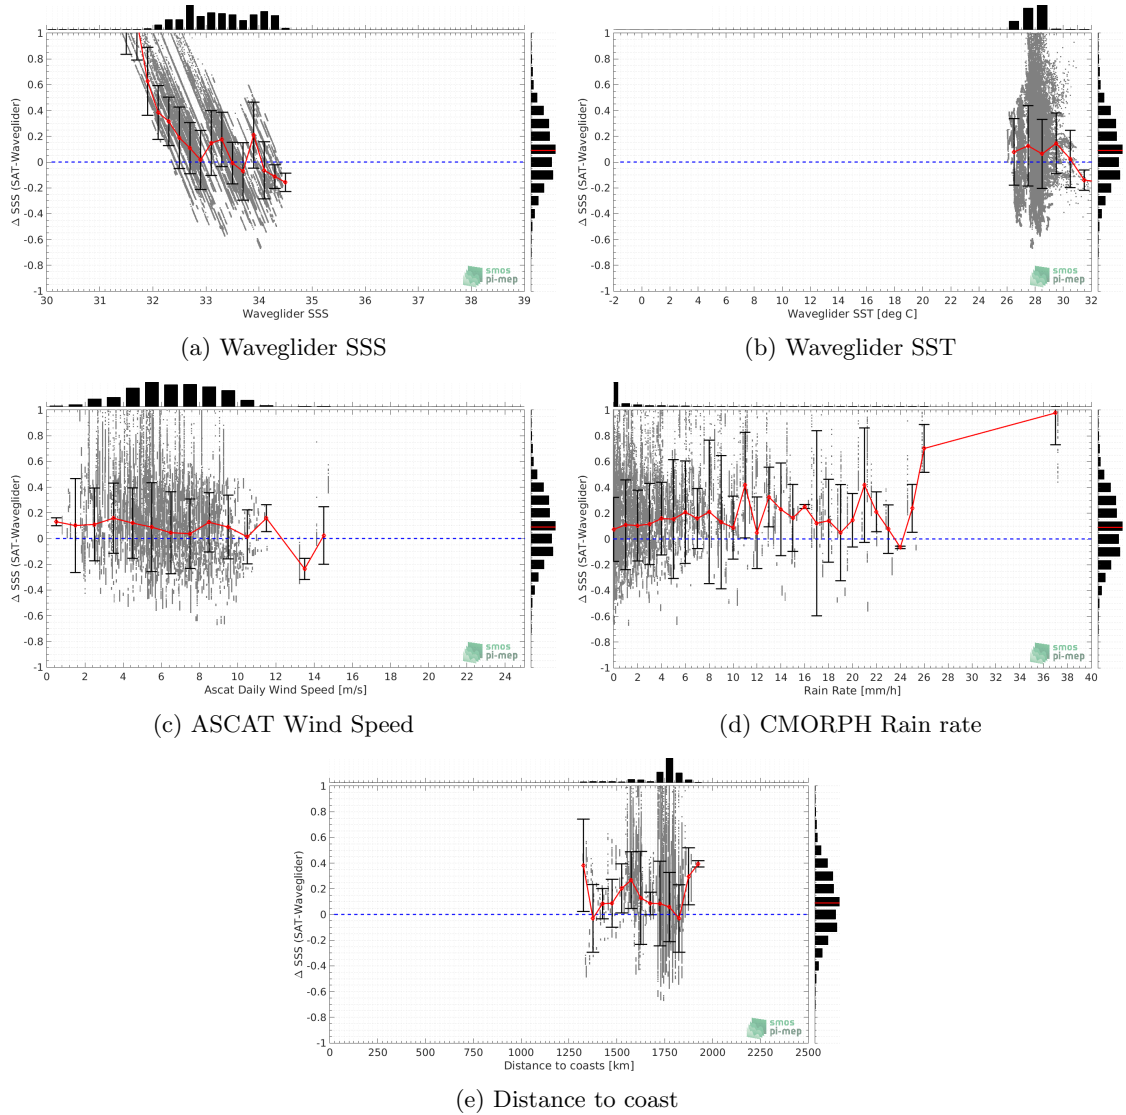 1
0.8
0.6
0.4
0.2
0
-0.2
-0.4
-0.6
-0.8
-1
Δ SSS (SAT-Waveglider)
30 31 32 33 34 35 36 37 38 39
Waveglider SSS
smos
pi-mep
(a) Waveglider SSS
1
0.8
0.6
0.4
0.2
0
-0.2
-0.4
-0.6
-0.8
-1
Δ SSS (SAT-Waveglider)
-2 0 2 4 6 8 10 12 14 16 18 20 22 24 26 28 30 32
Waveglider SST [deg C]
smos
pi-mep
(b) Waveglider SST
1
0.8
0.6
0.4
0.2
0
-0.2
-0.4
-0.6
-0.8
-1
Δ SSS (SAT-Waveglider)
0 2 4 6 8 10 12 14 16 18 20 22 24
Ascat Daily Wind Speed [m/s]
smos
pi-mep
(c) ASCAT Wind Speed
1
0.8
0.6
0.4
0.2
0
-0.2
-0.4
-0.6
-0.8
-1
Δ SSS (SAT-Waveglider)
0 2 4 6 8 10 12 14 16 18 20 22 24 26 28 30 32 34 36 38 40
Rain Rate [mm/h]
smos
pi-mep
(d) CMORPH Rain rate
1
0.8
0.6
0.4
0.2
0
-0.2
-0.4
-0.6
-0.8
-1
Δ SSS (SAT-Waveglider)
0 250 500 750 1000 1250 1500 1750 2000 2250 2500
Distance to coasts [km]
smos
pi-mep
(e) Distance to coast